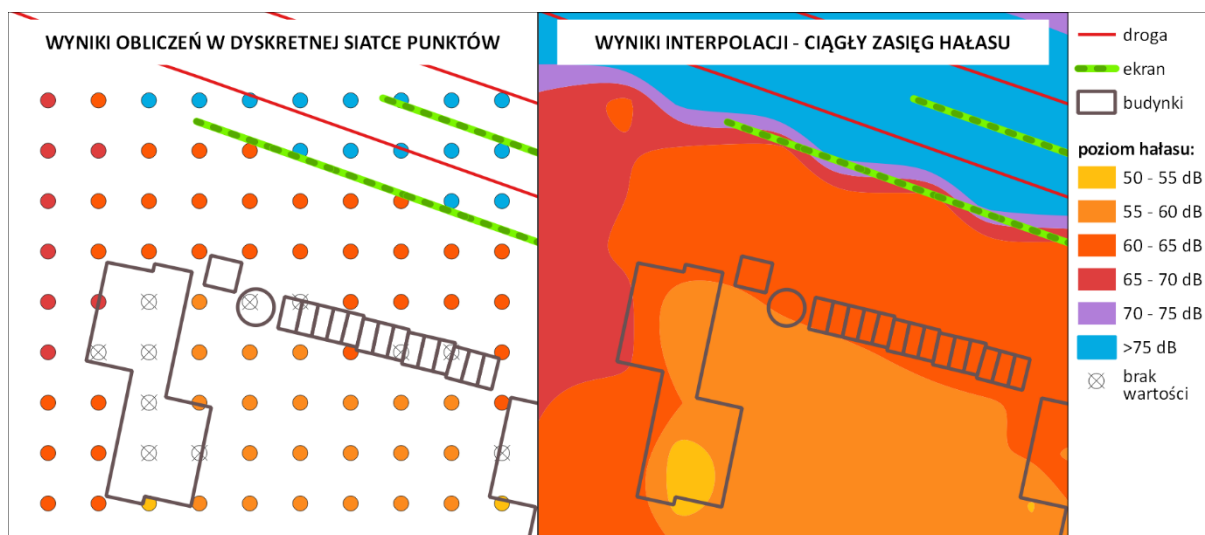 WYNIKI OBLICZEŃ W DYSKRETNEJ SIATCE PUNKTÓW
WYNIKI INTERPOLACJI - CIĄGŁY ZASIĘG HAŁASU
droga
ekran
budynki
poziom hałasu:
50 - 55 dB
55 - 60 dB
60 - 65 dB
65 - 70 dB
70 - 75 dB
>75 dB
brak
wartości